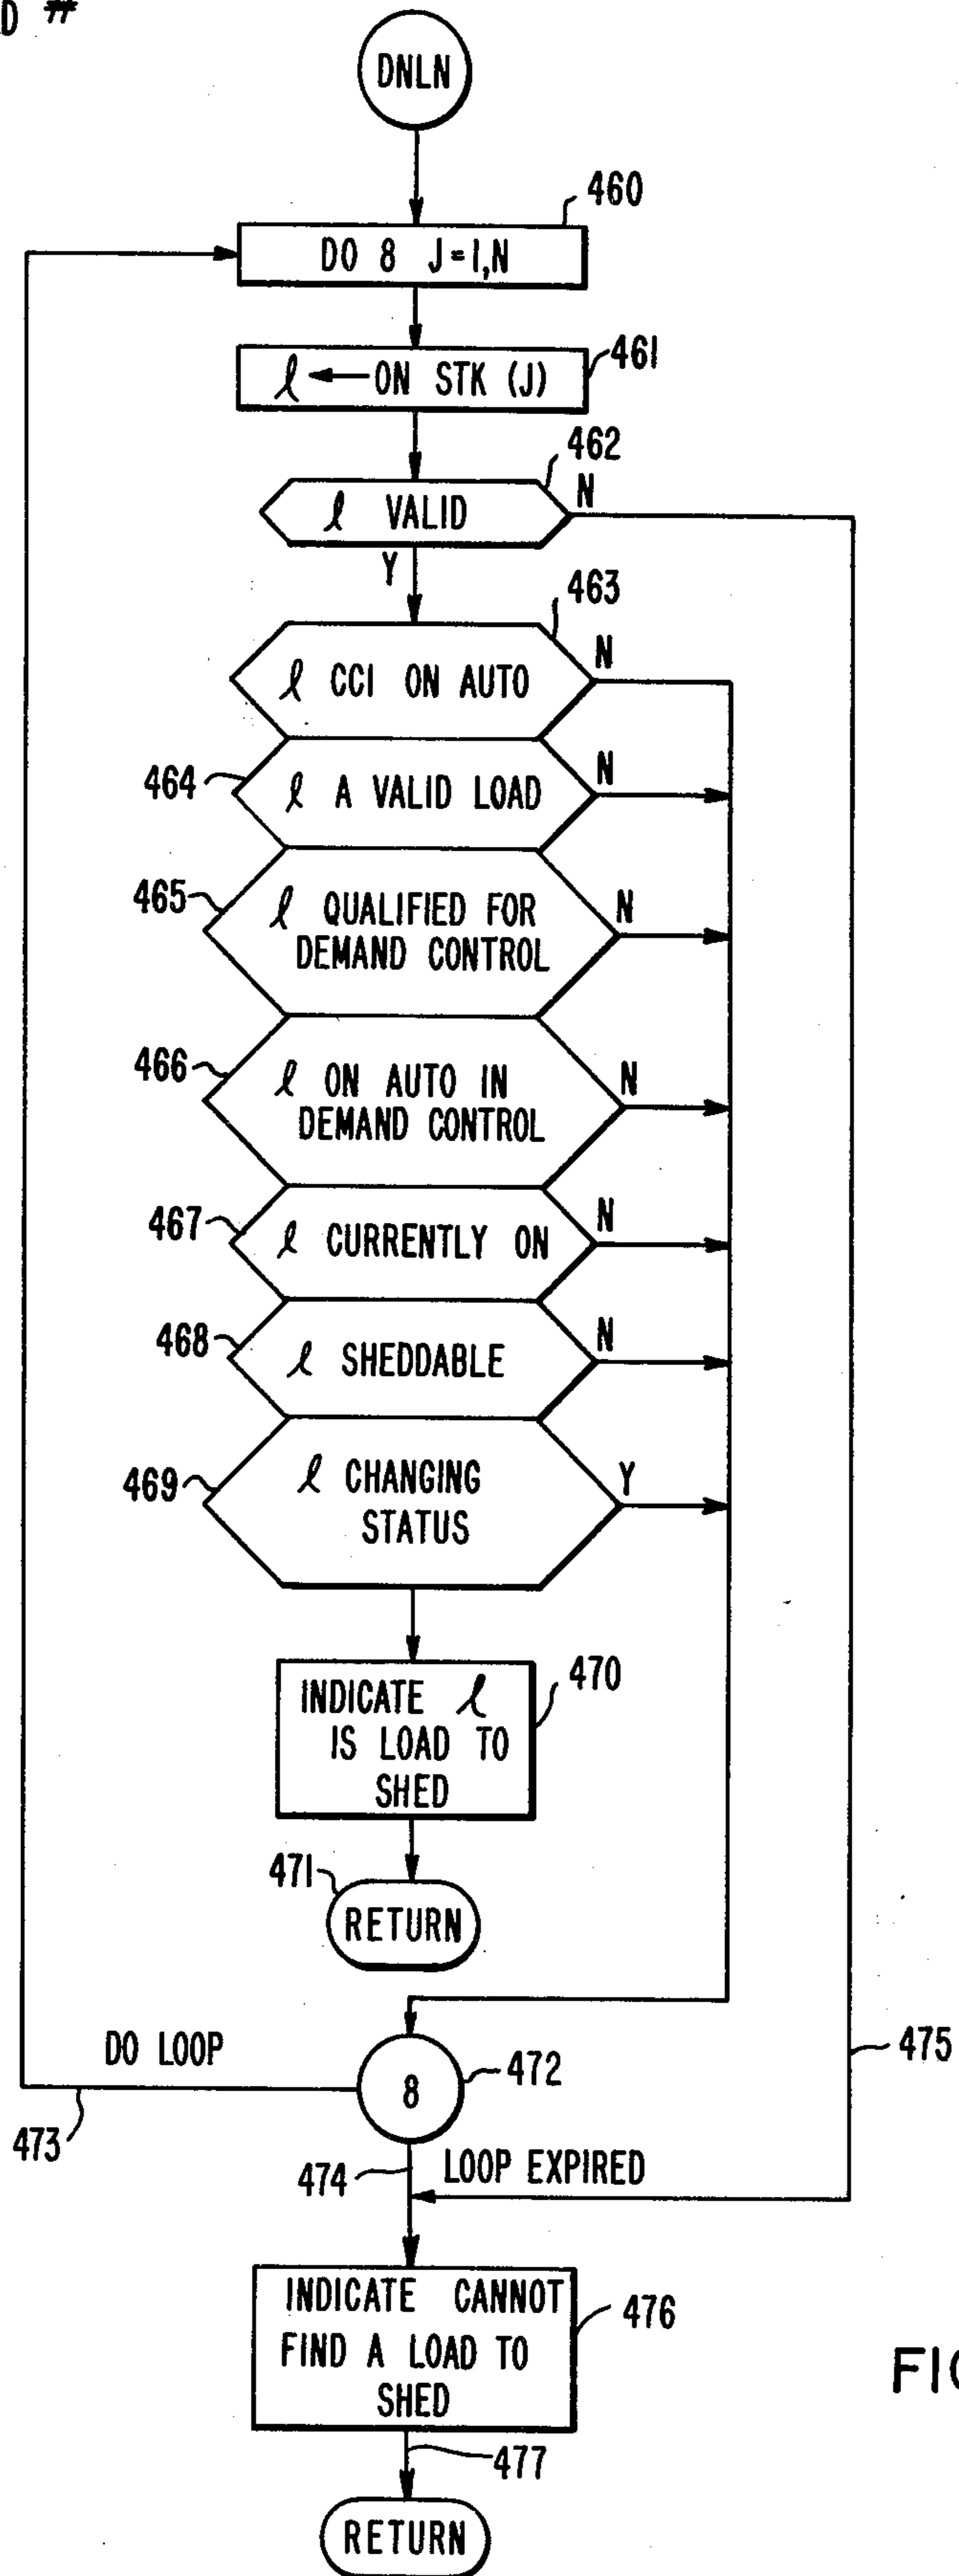 D #
DNLN
460
DO 8 J=1,N
461
ℓ ← ON STK (J)
462
ℓ VALID
N
Y
463
ℓ CCI ON AUTO
N
464
ℓ A VALID LOAD
N
465
ℓ QUALIFIED FOR
DEMAND CONTROL
N
466
ℓ ON AUTO IN
DEMAND CONTROL
N
467
ℓ CURRENTLY ON
N
468
ℓ SHEDDABLE
N
469
ℓ CHANGING
STATUS
Y
470
INDICATE ℓ
IS LOAD TO
SHED
471
RETURN
DO LOOP
8
472
475
473
474
LOOP EXPIRED
INDICATE CANNOT
FIND A LOAD TO
SHED
476
477
RETURN